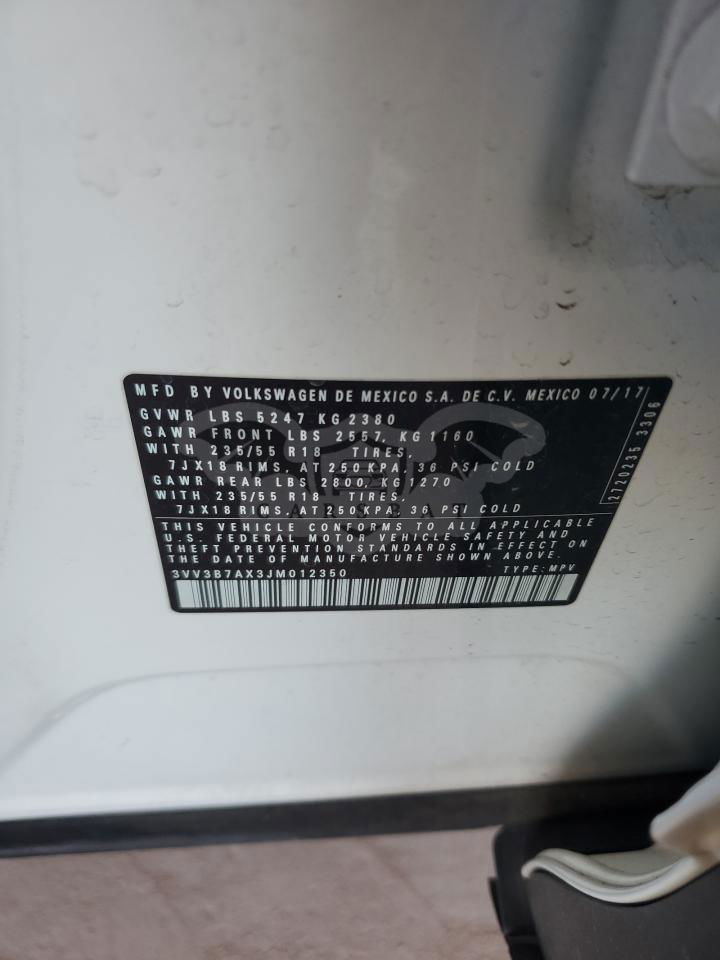 MFD BY VOLKSWAGEN DE MEXICO S.A. DE C.V. MEXICO 07/17
GVWR LBS 5247 KG 2380
GAWR FRONT LBS 2557, KG 1160
WITH 235/55 R18 TIRES,
7JX18 RIMS, AT 250 KPA, 36 PSI COLD
GAWR REAR LBS 2800, KG 1270
WITH 235/55 R18 TIRES,
7JX18 RIMS, AT 250 KPA, 36 PSI COLD
THIS VEHICLE CONFORMS TO ALL APPLICABLE
U.S. FEDERAL MOTOR VEHICLE SAFETY AND
THEFT PREVENTION STANDARDS IN EFFECT ON
THE DATE OF MANUFACTURE SHOWN ABOVE.
3VV3B7AX3JM012350 TYPE: MPV
2720235 3306